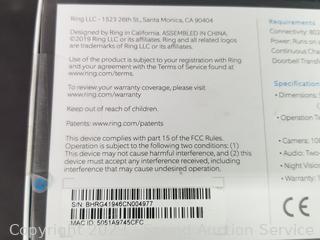 Ring LLC - 1523 26th St., Santa Monica, CA 90404
Designed by Ring in California. ASSEMBLED IN CHINA.
©2019 Ring LLC or its affiliates. Ring and all related logos
are trademarks of Ring LLC or its affiliates.
Use of the product is subject to your registration with Ring
and your agreement with the Terms of Service found at
www.ring.com/terms.
To review your warranty coverage, please visit
www.ring.com/warranty
Keep out of reach of children.
Patents: www.ring.com/patents
This device complies with part 15 of the FCC Rules.
Operation is subject to the following two conditions: (1)
This device may not cause harmful interference, and (2) this
device must accept any interference received, including
interference that may cause undesired operation.
S/N: BHRG41946CN004977
MAC ID: 5051A9745CFC
Requirements
Connectivity: 802
Power: Runs on
Continuous Cha
Doorbell Transfor
Specification
Dimensions:
Camera: 108
Audio: Two-
Night Vision:
Warranty: 1
CE